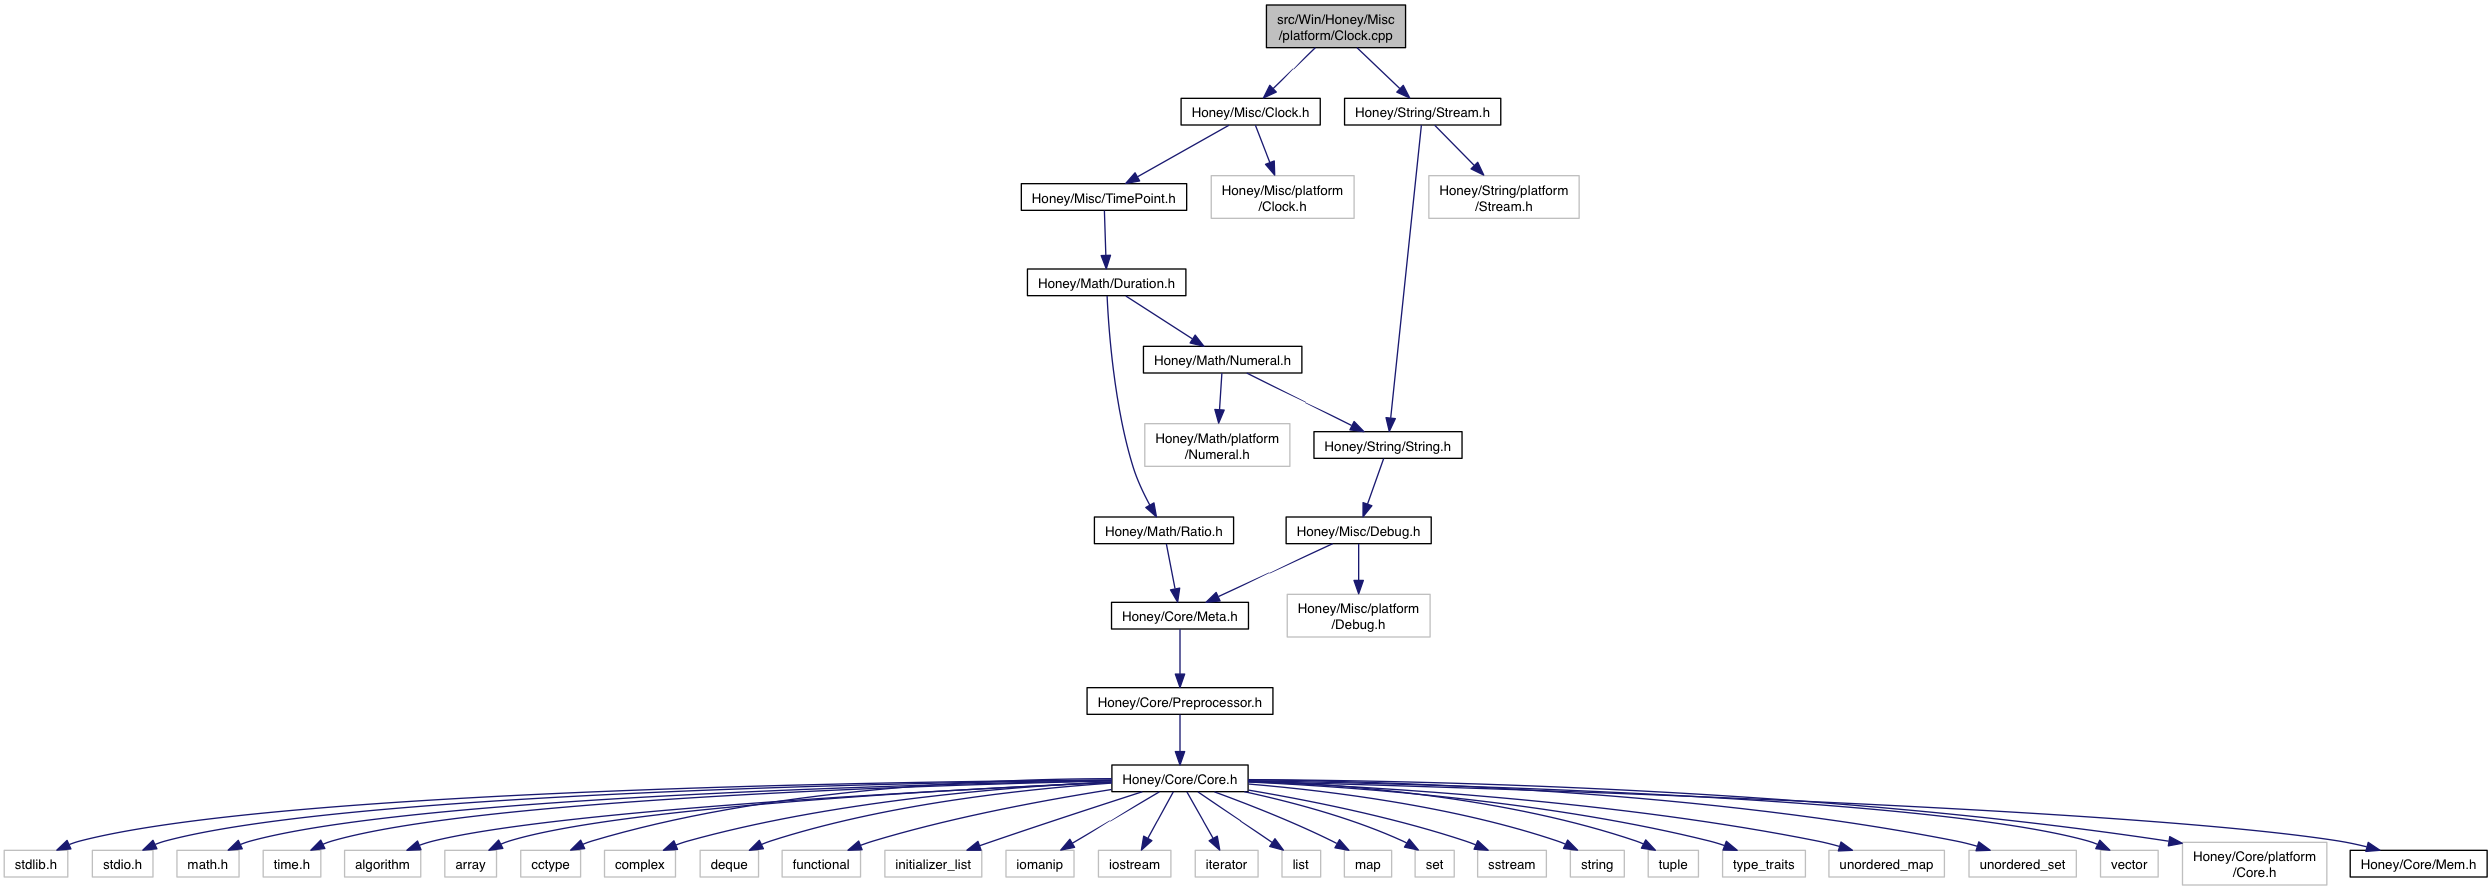 src/Win/Honey/Misc
/platform/Clock.cpp
Honey/Misc/Clock.h
Honey/String/Stream.h
Honey/Misc/TimePoint.h
Honey/Misc/platform
/Clock.h
Honey/String/platform
/Stream.h
Honey/Math/Duration.h
Honey/Math/Numeral.h
Honey/Math/platform
/Numeral.h
Honey/String/String.h
Honey/Math/Ratio.h
Honey/Misc/Debug.h
Honey/Core/Meta.h
Honey/Misc/platform
/Debug.h
Honey/Core/Preprocessor.h
Honey/Core/Core.h
stdlib.h
stdio.h
math.h
time.h
algorithm
array
cctype
complex
deque
functional
initializer_list
iomanip
iostream
iterator
list
map
set
sstream
string
tuple
type_traits
unordered_map
unordered_set
vector
Honey/Core/platform
/Core.h
Honey/Core/Mem.h